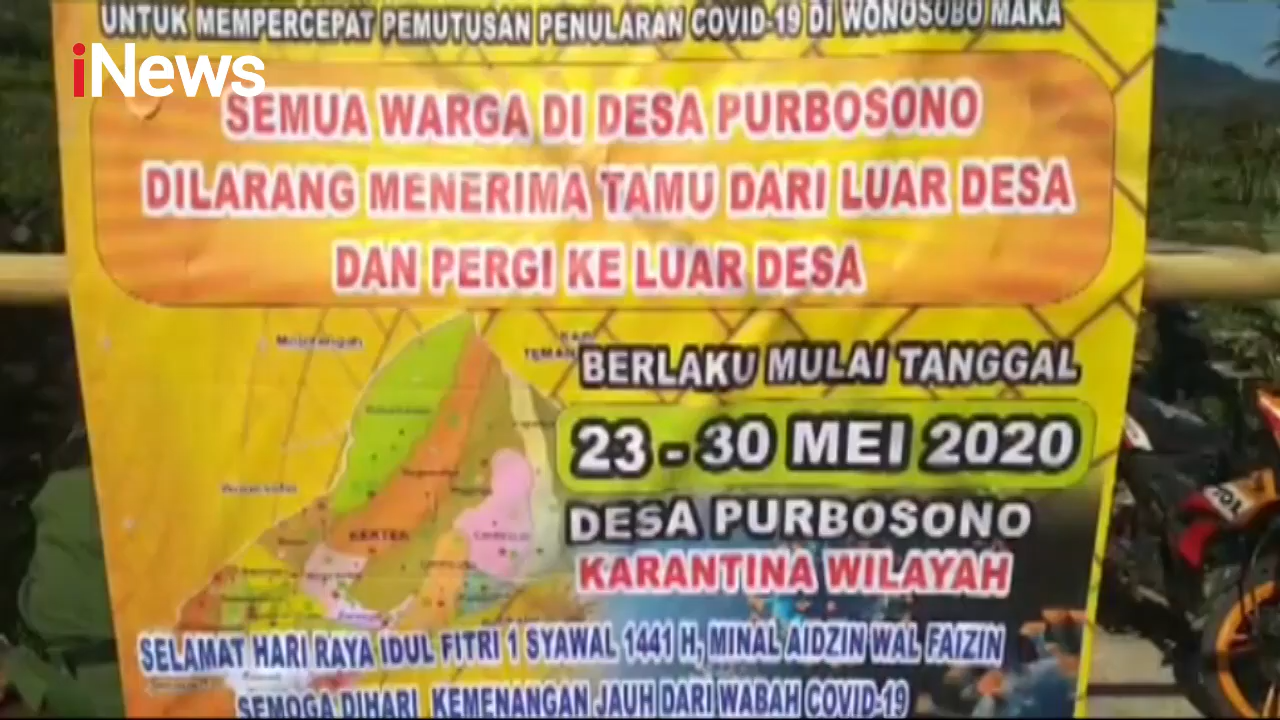 UNTUK MEMPERCEPAT PEMUTUSAN PENULARAN COVID-19 DI WONOSOBO MAKA
iNews
SEMUA WARGA DI DESA PURBOSONO
DILARANG MENERIMA TAMU DARI LUAR DESA
DAN PERGI KE LUAR DESA
BERLAKU MULAI TANGGAL
23 - 30 MEI 2020
DESA PURBOSONO
KARANTINA WILAYAH
KERTEK
SELAMAT HARI RAYA IDUL FITRI 1 SYAWAL 1441 H, MINAL AIDZIN WAL FAIZIN
SEMOGA DIHARI KEMENANGAN JAUH DARI WABAH COVID-19